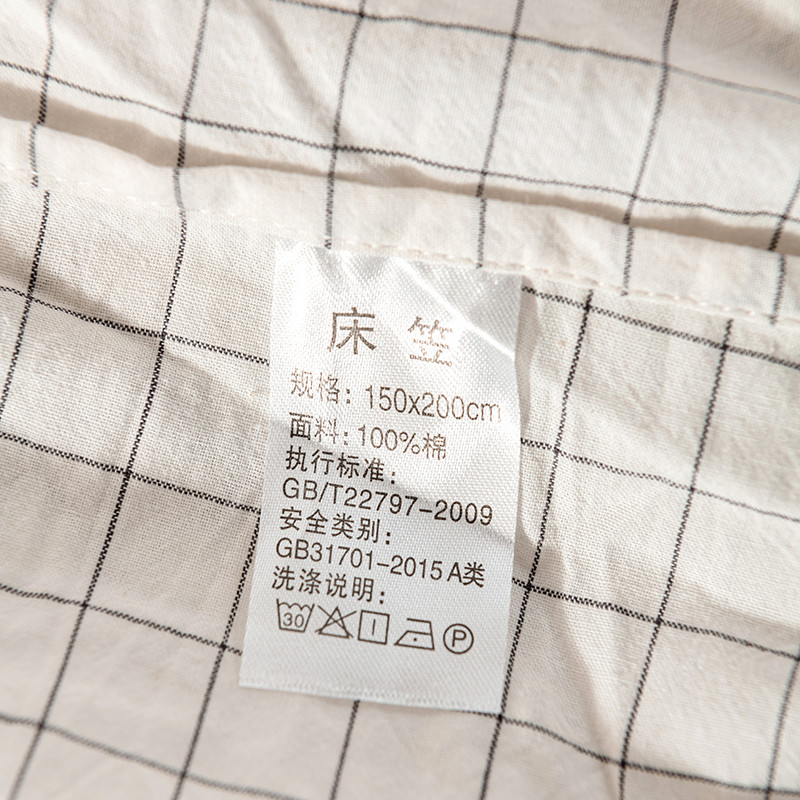 床笠
规格：150x200cm
面料：100%棉
执行标准：
GB/T22797-2009
安全类别：
GB31701-2015 A类
洗涤说明：
30 P